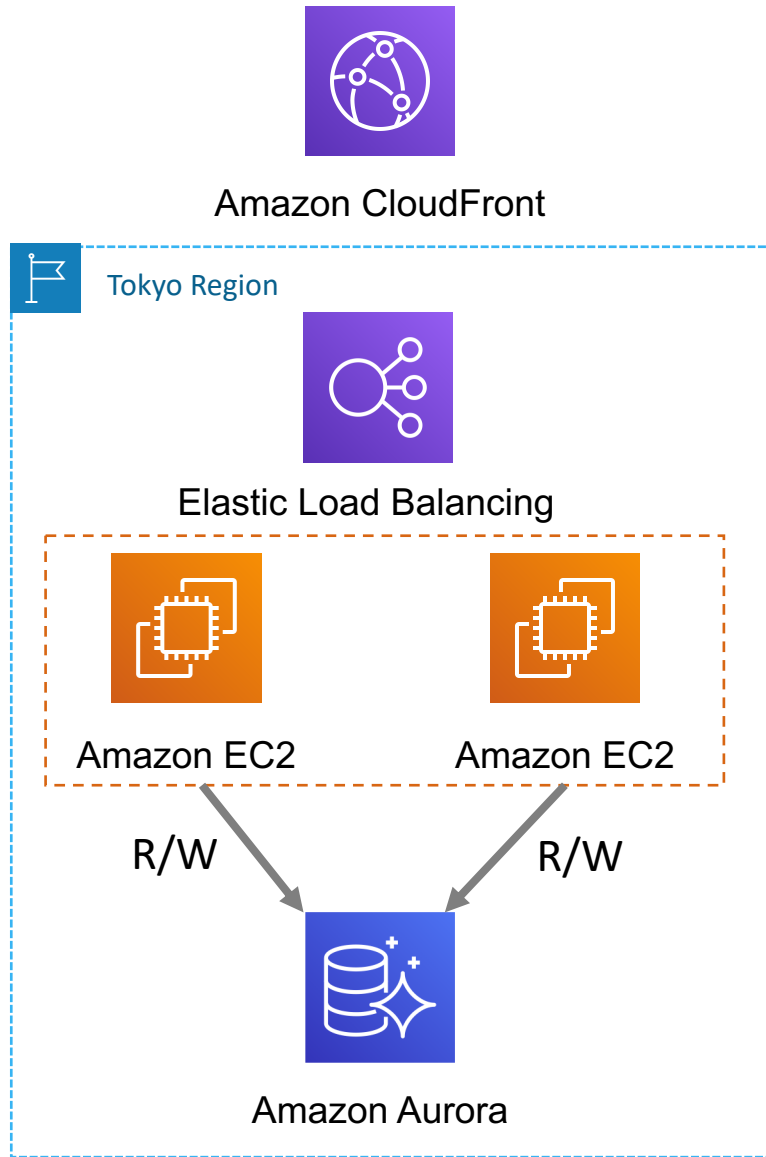 Amazon CloudFront
Tokyo Region
Elastic Load Balancing
Amazon EC2
Amazon EC2
R/W
R/W
Amazon Aurora